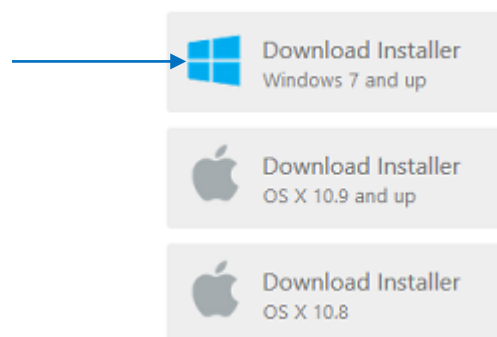 Download Installer
Windows 7 and up
Download Installer
OS X 10.9 and up
Download Installer
OS X 10.8